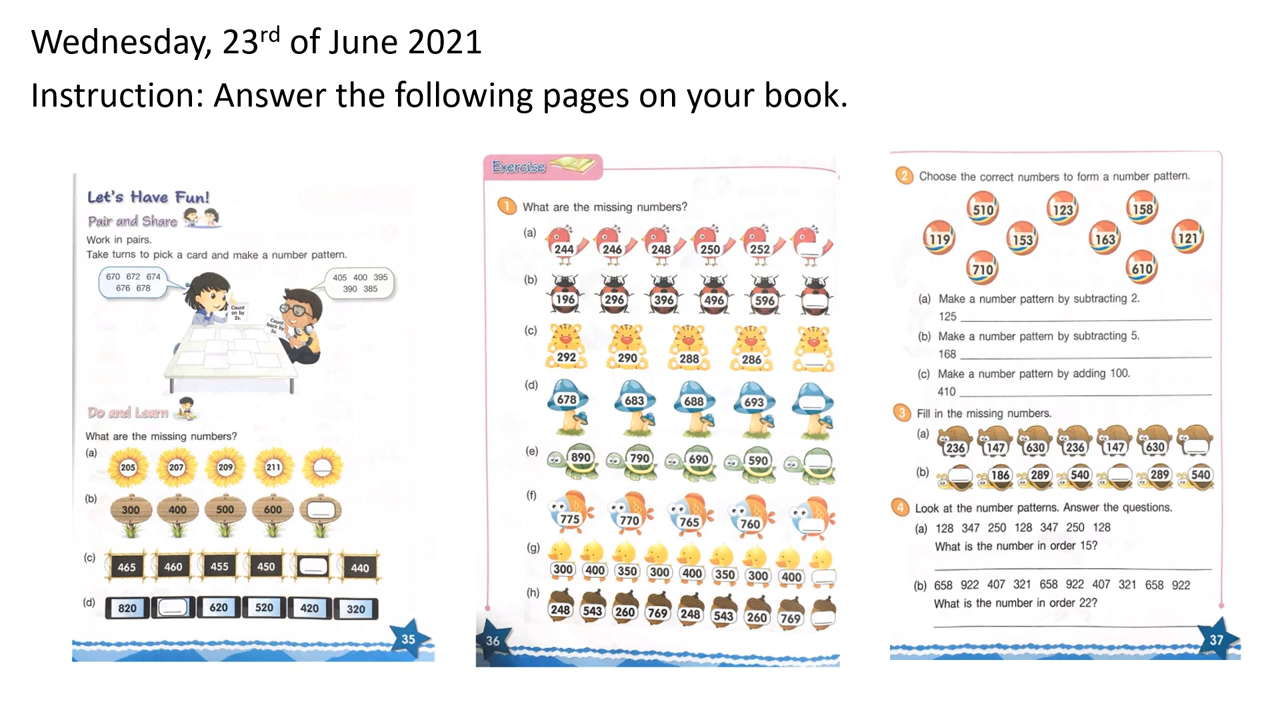 Wednesday, 23rd of June 2021
Instruction: Answer the following pages on your book.
Let's Have Fun!
Pair and Share
Work in pairs.
Take turns to pick a card and make a number pattern.
670 672 674
676 678
405 400 395
390 385
Count
on by
2s.
Count
back by
5s.
Do and Learn
What are the missing numbers?
(a) 205 207 209 211
(b) 300 400 500 600
(c) 465 460 455 450 440
(d) 820 620 520 420 320
35
Exercise
1 What are the missing numbers?
(a) 244 246 248 250 252
(b) 196 296 396 496 596
(c) 292 290 288 286
(d) 678 683 688 693
(e) 890 790 690 590
(f) 775 770 765 760
(g) 300 400 350 300 400 350 300 400
(h) 248 543 260 769 248 543 260 769
36
2 Choose the correct numbers to form a number pattern.
510 123 158
119 153 163 121
710 610
(a) Make a number pattern by subtracting 2.
125
(b) Make a number pattern by subtracting 5.
168
(c) Make a number pattern by adding 100.
410
3 Fill in the missing numbers.
(a) 236 147 630 236 147 630
(b) 186 289 540 289 540
4 Look at the number patterns. Answer the questions.
(a) 128 347 250 128 347 250 128
What is the number in order 15?
(b) 658 922 407 321 658 922 407 321 658 922
What is the number in order 22?
37